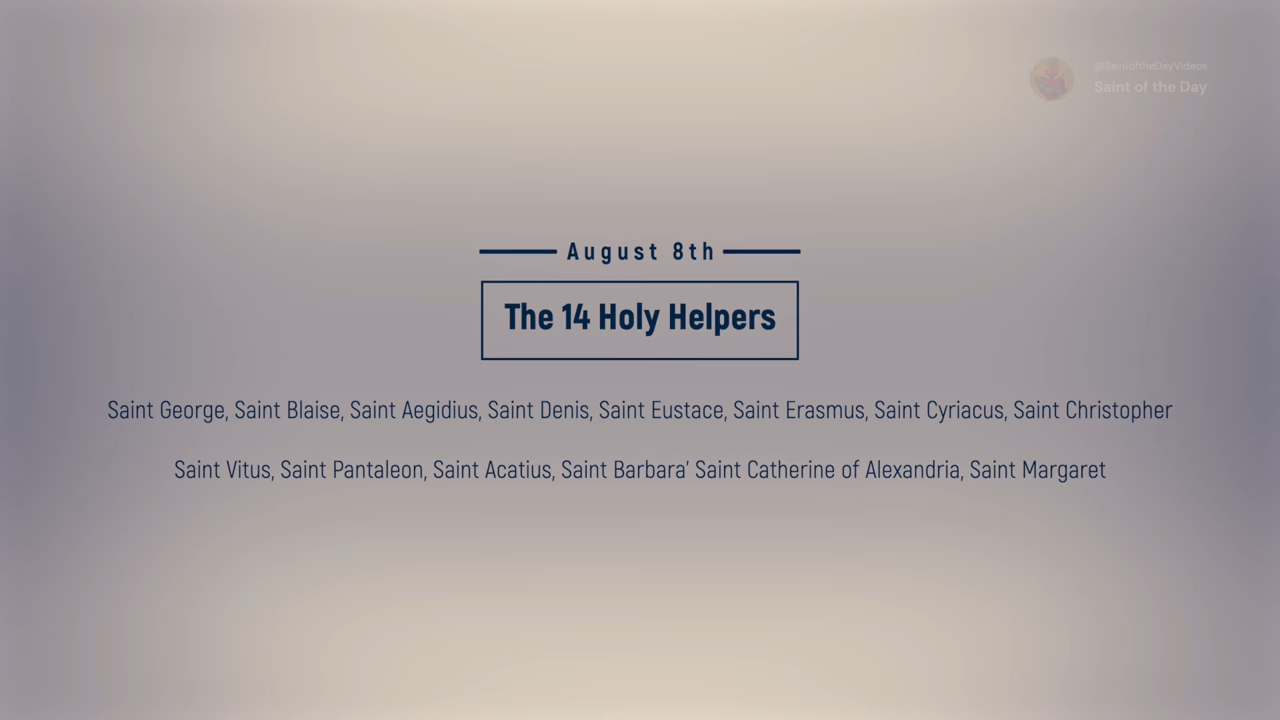 @SaintoftheDayVideos
Saint of the Day
August 8th
The 14 Holy Helpers
Saint George, Saint Blaise, Saint Aegidius, Saint Denis, Saint Eustace, Saint Erasmus, Saint Cyriacus, Saint Christopher
Saint Vitus, Saint Pantaleon, Saint Acatius, Saint Barbara' Saint Catherine of Alexandria, Saint Margaret